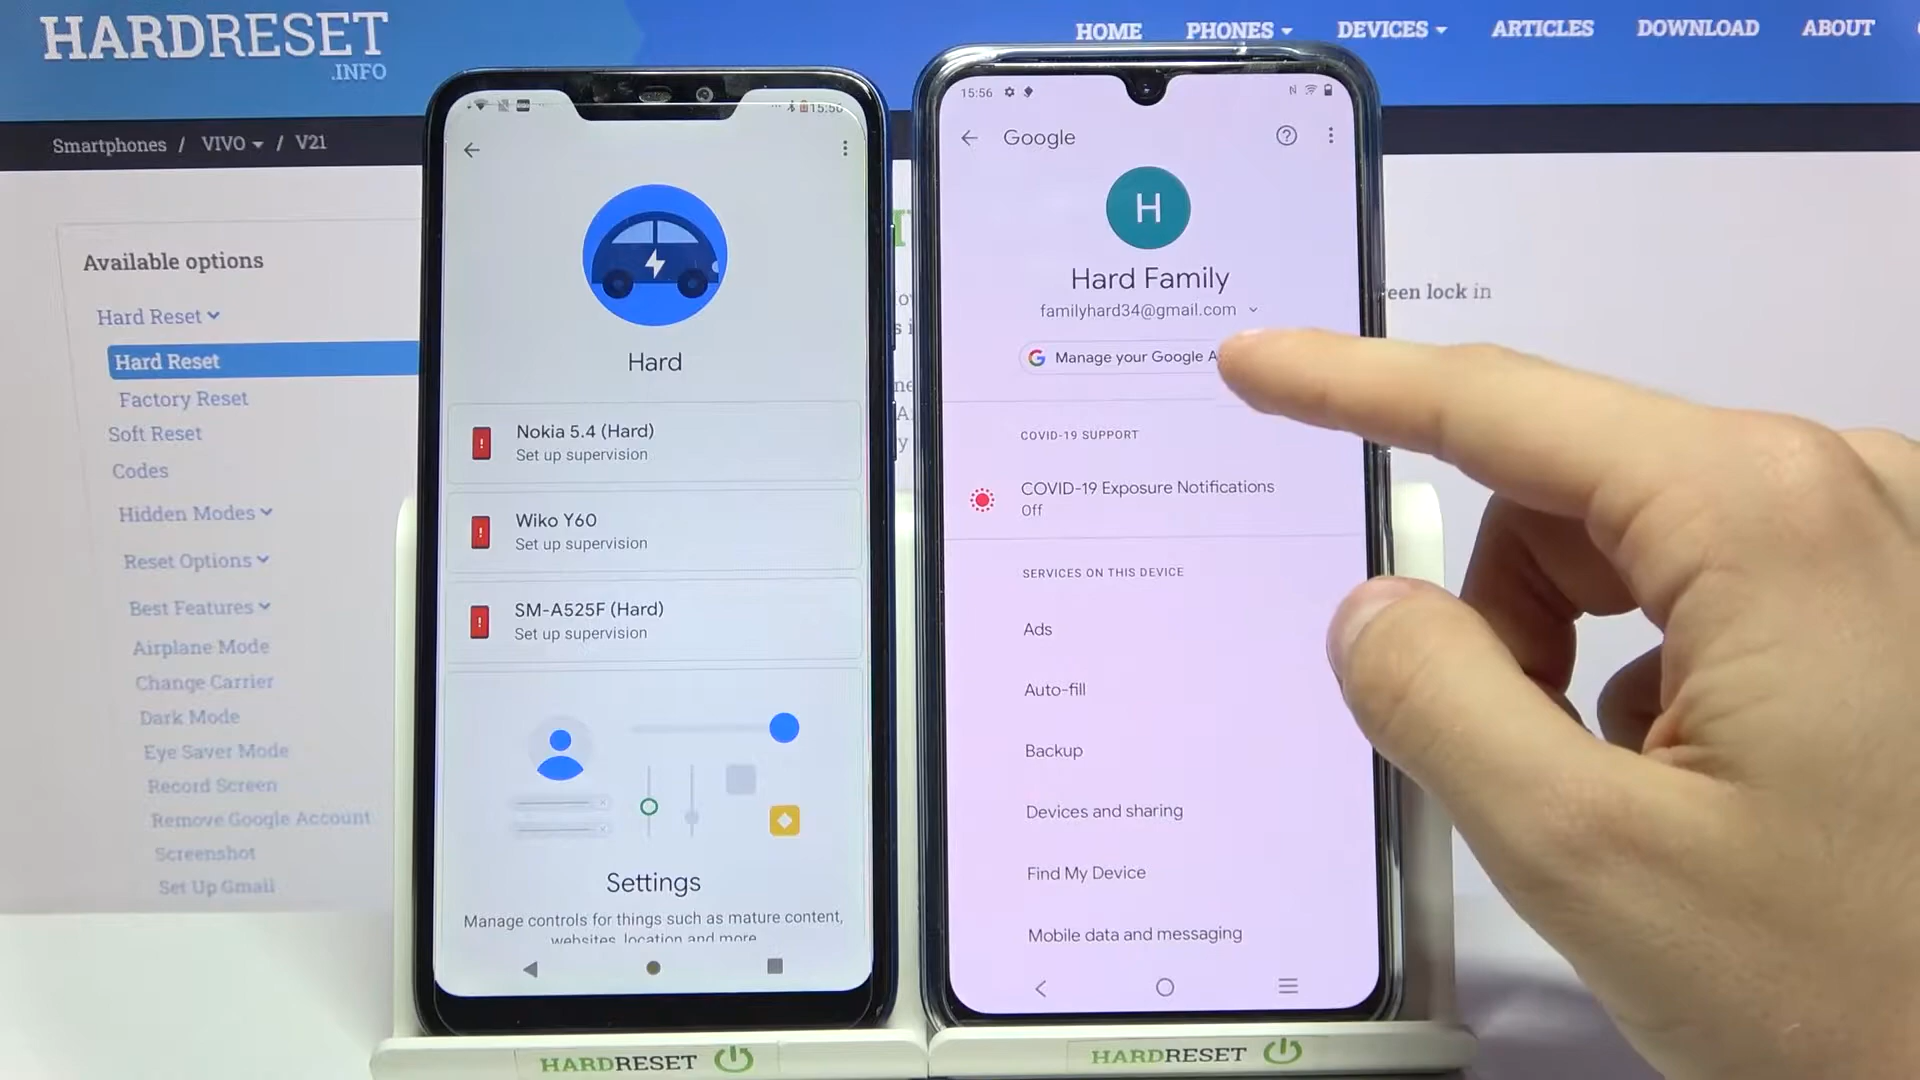 HARDRESET
.INFO
HOME PHONES DEVICES ARTICLES DOWNLOAD ABOUT
Smartphones / VIVO / V21
Available options
Hard Reset
Hard Reset
Factory Reset
Soft Reset
Codes
Hidden Modes
Reset Options
Best Features
Airplane Mode
Change Carrier
Dark Mode
Eye Saver Mode
Record Screen
Remove Google Account
Screenshot
Set Up Gmail
een lock in
Hard
Nokia 5.4 (Hard)
Set up supervision
Wiko Y60
Set up supervision
SM-A525F (Hard)
Set up supervision
Settings
Manage controls for things such as mature content,
websites, location and more
HARDRESET
15:56
Google
H
Hard Family
familyhard34@gmail.com
Manage your Google A
COVID-19 SUPPORT
COVID-19 Exposure Notifications
Off
SERVICES ON THIS DEVICE
Ads
Auto-fill
Backup
Devices and sharing
Find My Device
Mobile data and messaging
HARDRESET